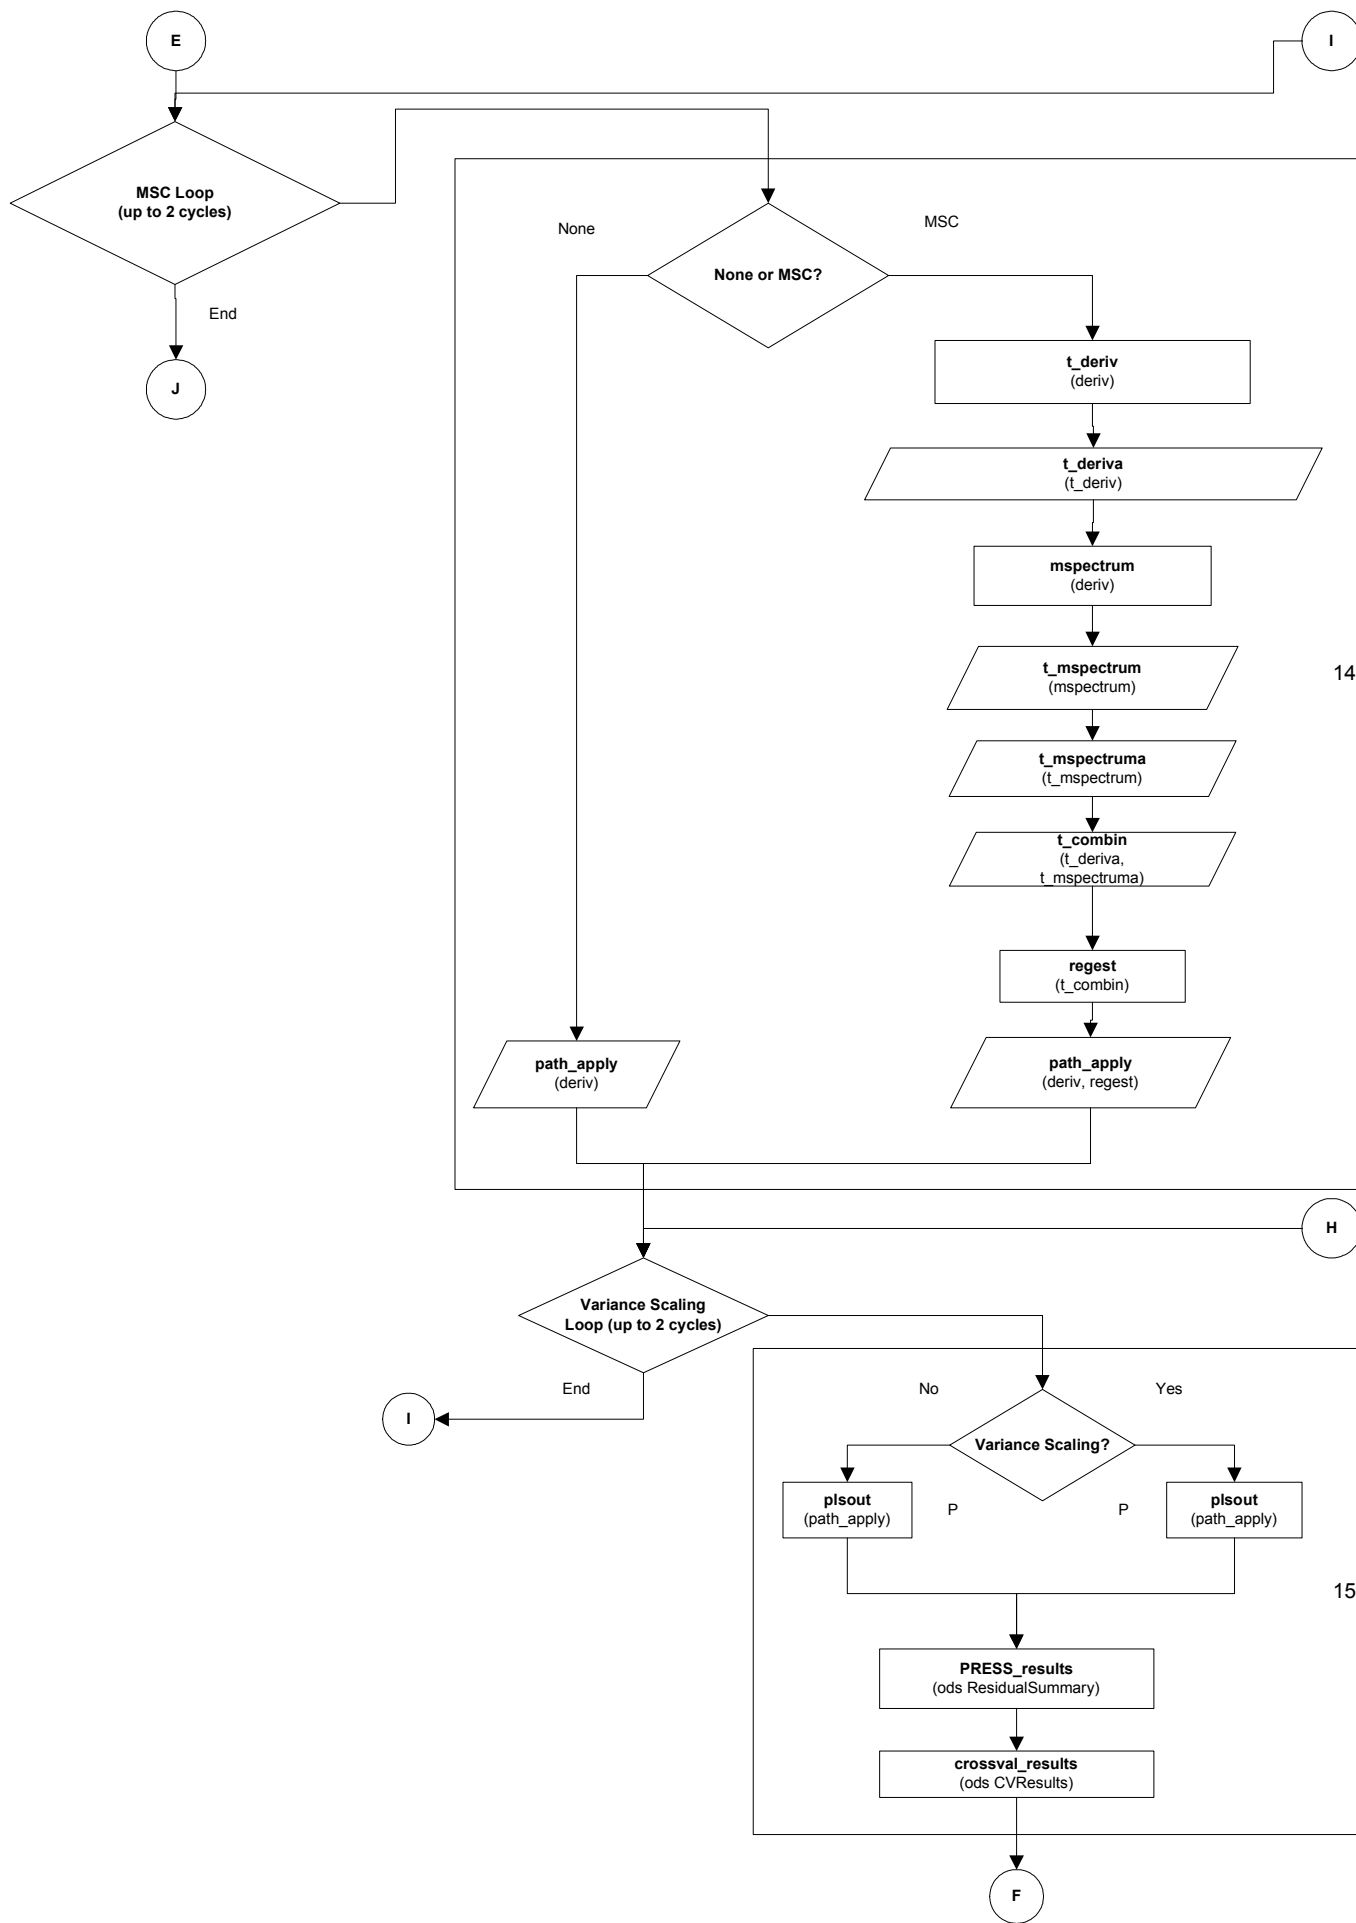 E
I
MSC Loop
(up to 2 cycles)
None
MSC
None or MSC?
End
J
t_deriv
(deriv)
t_deriva
(t_deriv)
mspectrum
(deriv)
t_mspectrum
(mspectrum)
14
t_mspectruma
(t_mspectrum)
t_combin
(t_deriva,
t_mspectruma)
regest
(t_combin)
path_apply
(deriv)
path_apply
(deriv, regest)
H
Variance Scaling
Loop (up to 2 cycles)
End
I
No
Yes
Variance Scaling?
plsout
(path_apply)
P
P
plsout
(path_apply)
15
PRESS_results
(ods ResidualSummary)
crossval_results
(ods CVResults)
F